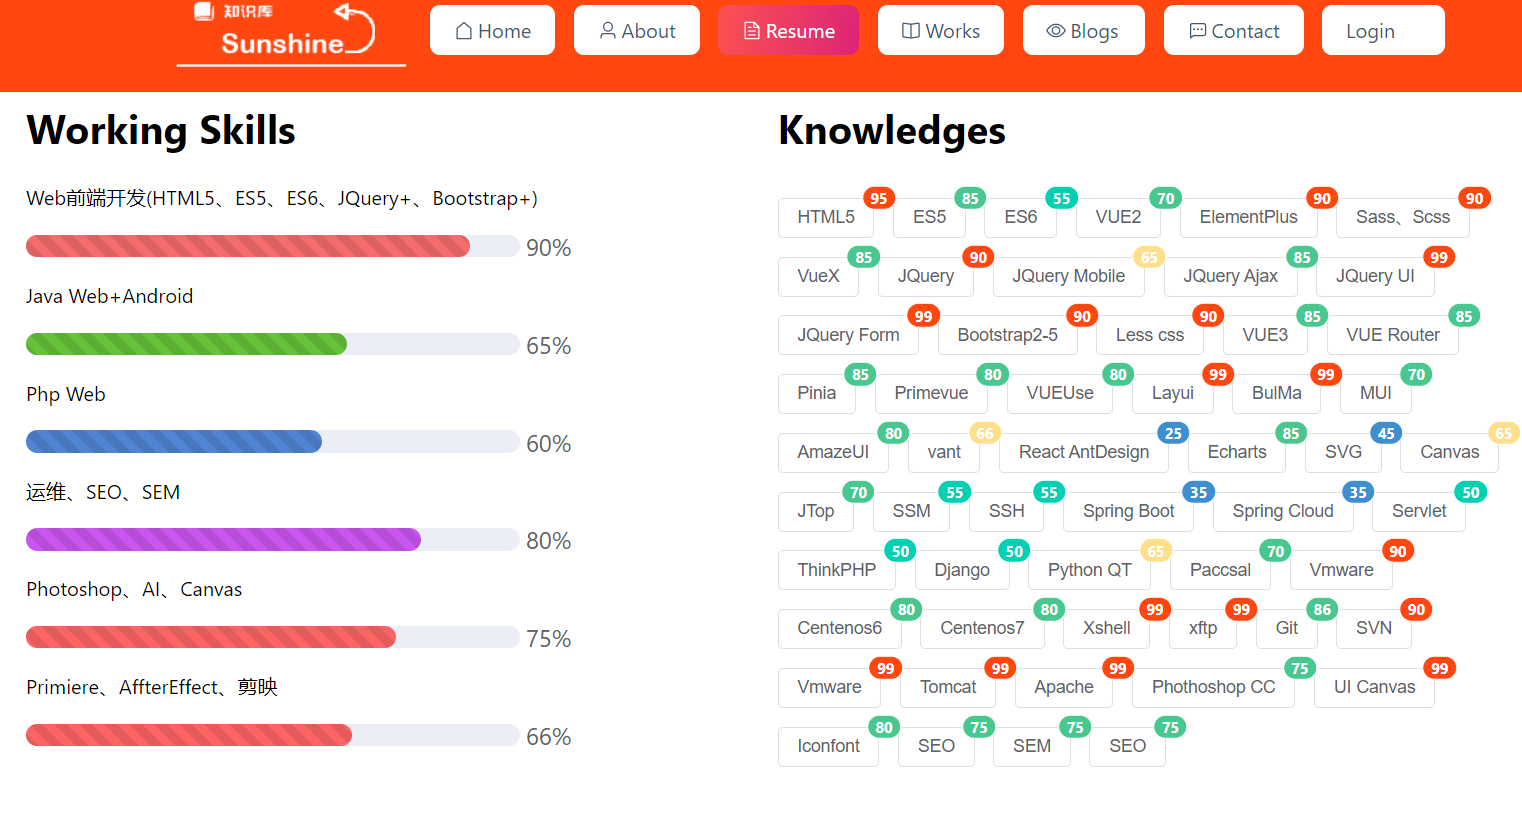 知识库
Sunshine
Home About Resume Works Blogs Contact Login
Working Skills
Web前端开发(HTML5、ES5、ES6、JQuery+、Bootstrap+)
90%
Java Web+Android
65%
Php Web
60%
运维、SEO、SEM
80%
Photoshop、AI、Canvas
75%
Primiere、AffterEffect、剪映
66%
Knowledges
HTML5 95 ES5 85 ES6 55 VUE2 70 ElementPlus 90 Sass、Scss 90
VueX 85 JQuery 90 JQuery Mobile 65 JQuery Ajax 85 JQuery UI 99
JQuery Form 99 Bootstrap2-5 90 Less css 90 VUE3 85 VUE Router 85
Pinia 85 Primevue 80 VUEUse 80 Layui 99 BulMa 99 MUI 70
AmazeUI 80 vant 66 React AntDesign 25 Echarts 85 SVG 45 Canvas 65
JTop 70 SSM 55 SSH 55 Spring Boot 35 Spring Cloud 35 Servlet 50
ThinkPHP 50 Django 50 Python QT 65 Paccsal 70 Vmware 90
Centenos6 80 Centenos7 80 Xshell 99 xftp 99 Git 86 SVN 90
Vmware 99 Tomcat 99 Apache 99 Phothoshop CC 75 UI Canvas 99
Iconfont 80 SEO 75 SEM 75 SEO 75